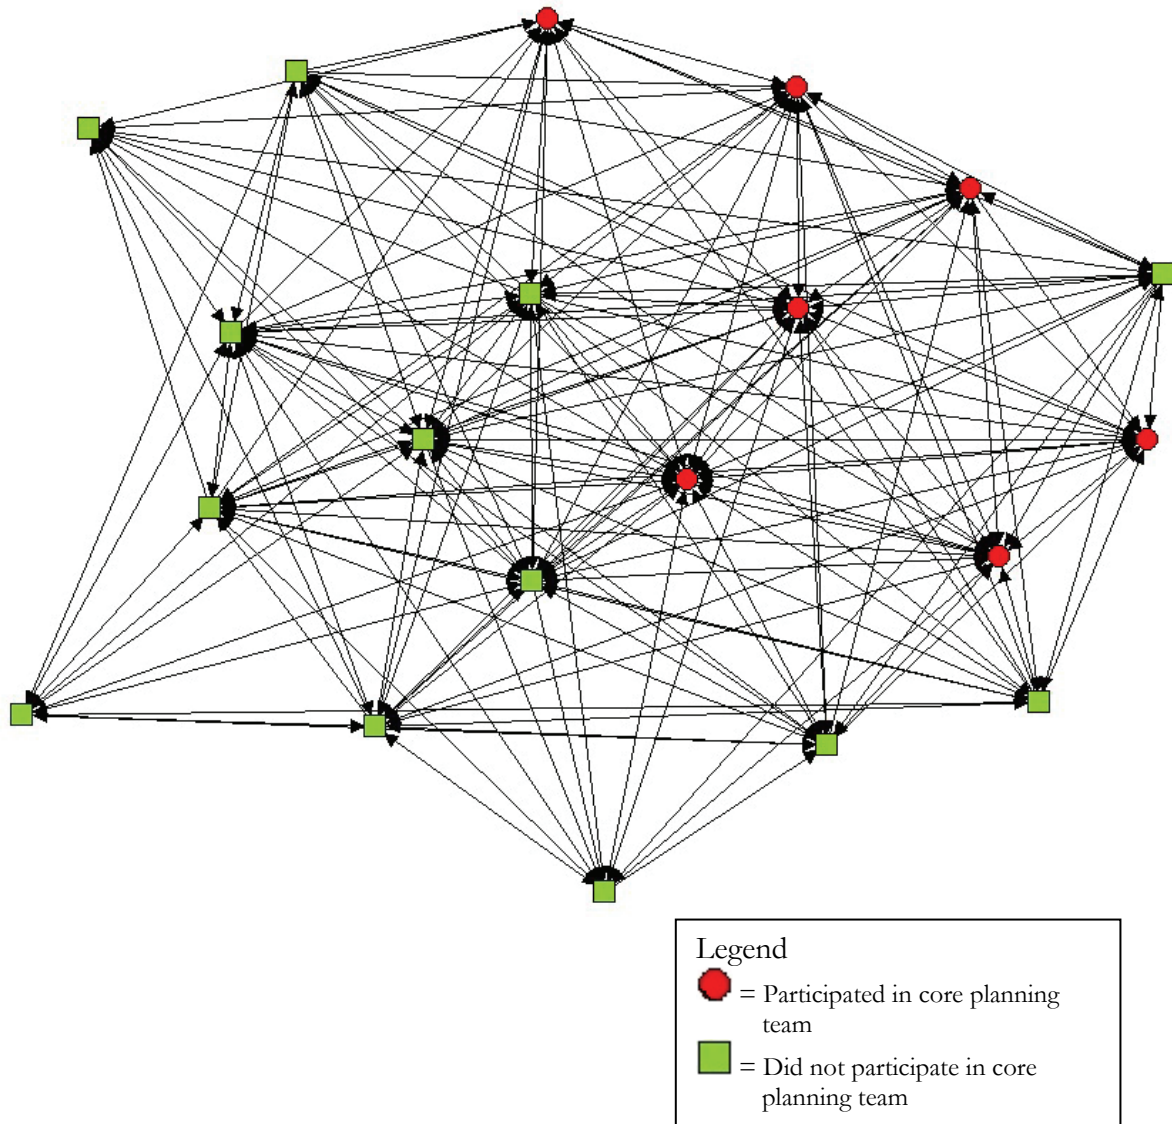 Legend
= Participated in core planning
team
= Did not participate in core
planning team